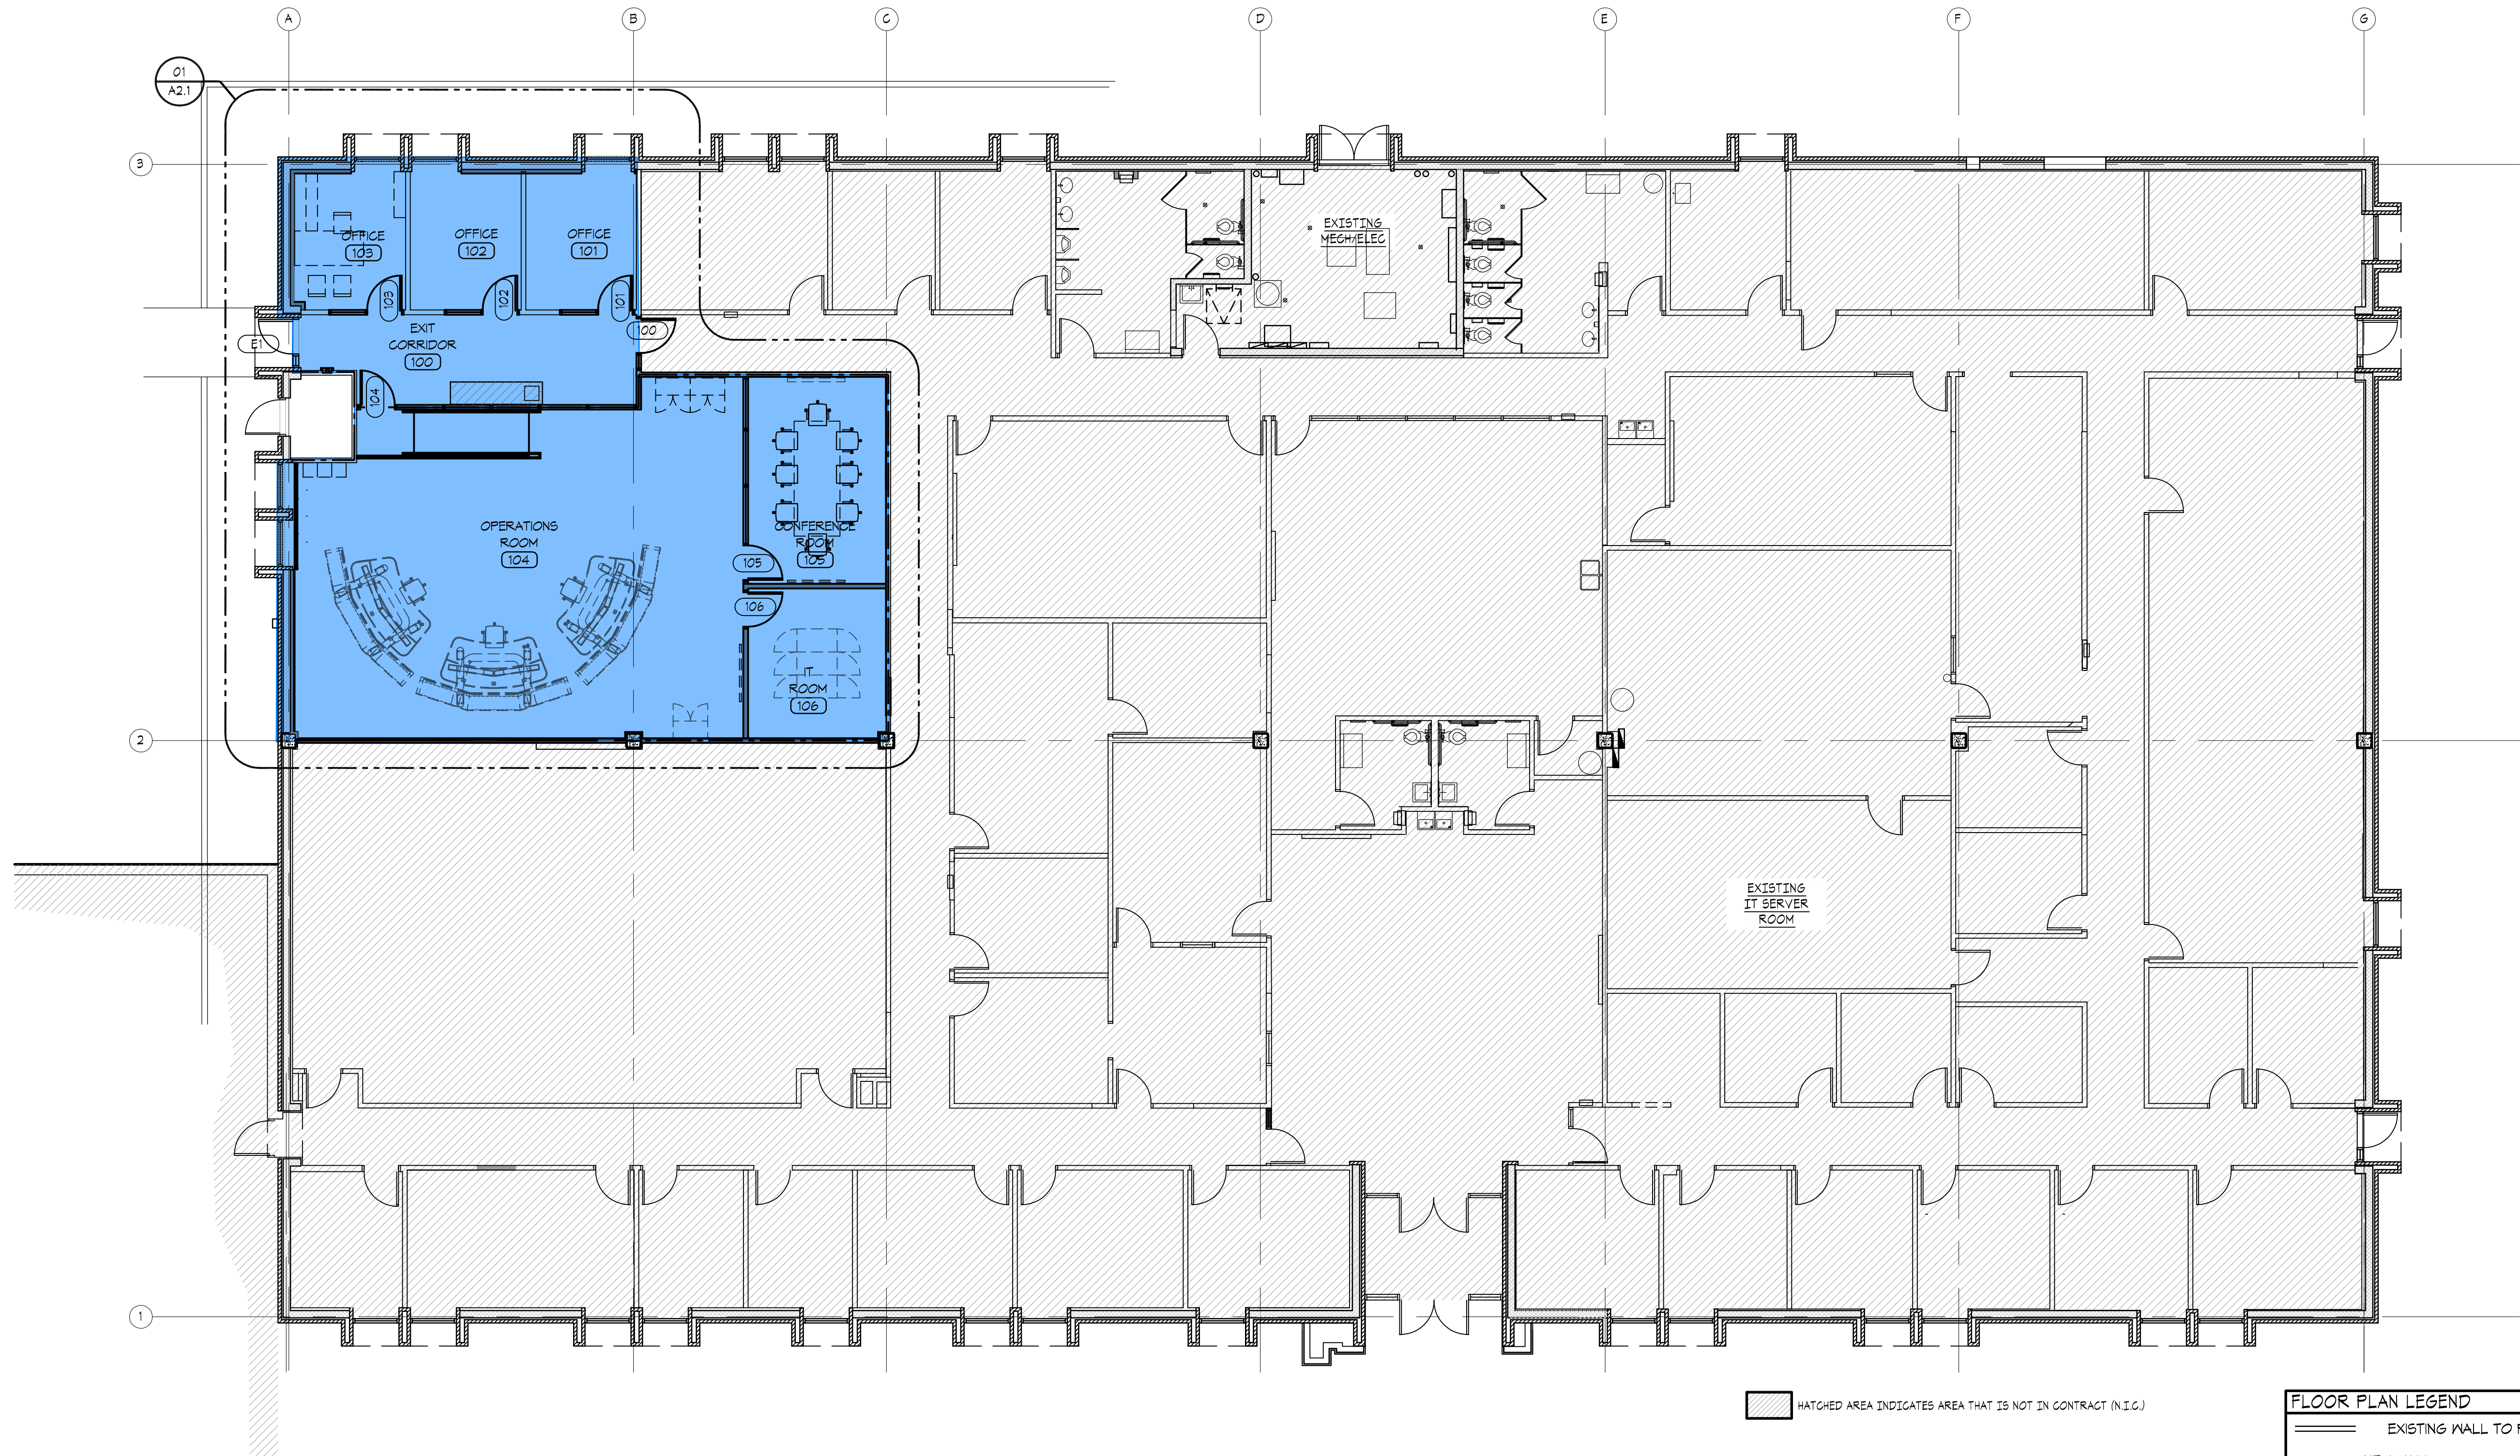 A
B
C
D
E
F
G
01
A2.1
3
EXISTING
MECH/ELEC
OFFICE
103
OFFICE
102
OFFICE
101
103
102
101
E1
EXIT
CORRIDOR
100
100
104
OPERATIONS
ROOM
104
CONFERENCE
ROOM
105
105
106
IT
ROOM
106
2
EXISTING
IT SERVER
ROOM
1
HATCHED AREA INDICATES AREA THAT IS NOT IN CONTRACT (N.I.C.)
FLOOR PLAN LEGEND
EXISTING WALL TO